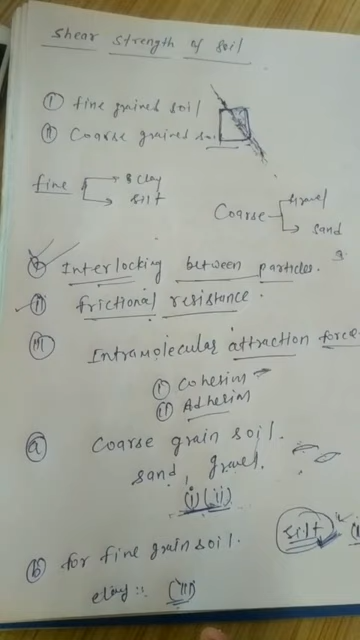 Shear strength of soil
(i) fine grained soil
(ii) Coarse grained soil
fine → clay
→ silt
Coarse → gravel
→ sand
(i) Interlocking between particles.
(ii) frictional resistance.
(iii) Intramolecular attraction force
(i) Cohesion
(ii) Adhesion
(a) Coarse grain soil.
sand, gravel.
(i) (ii)
silt
(b) for fine grain soil.
clay :: (iii)